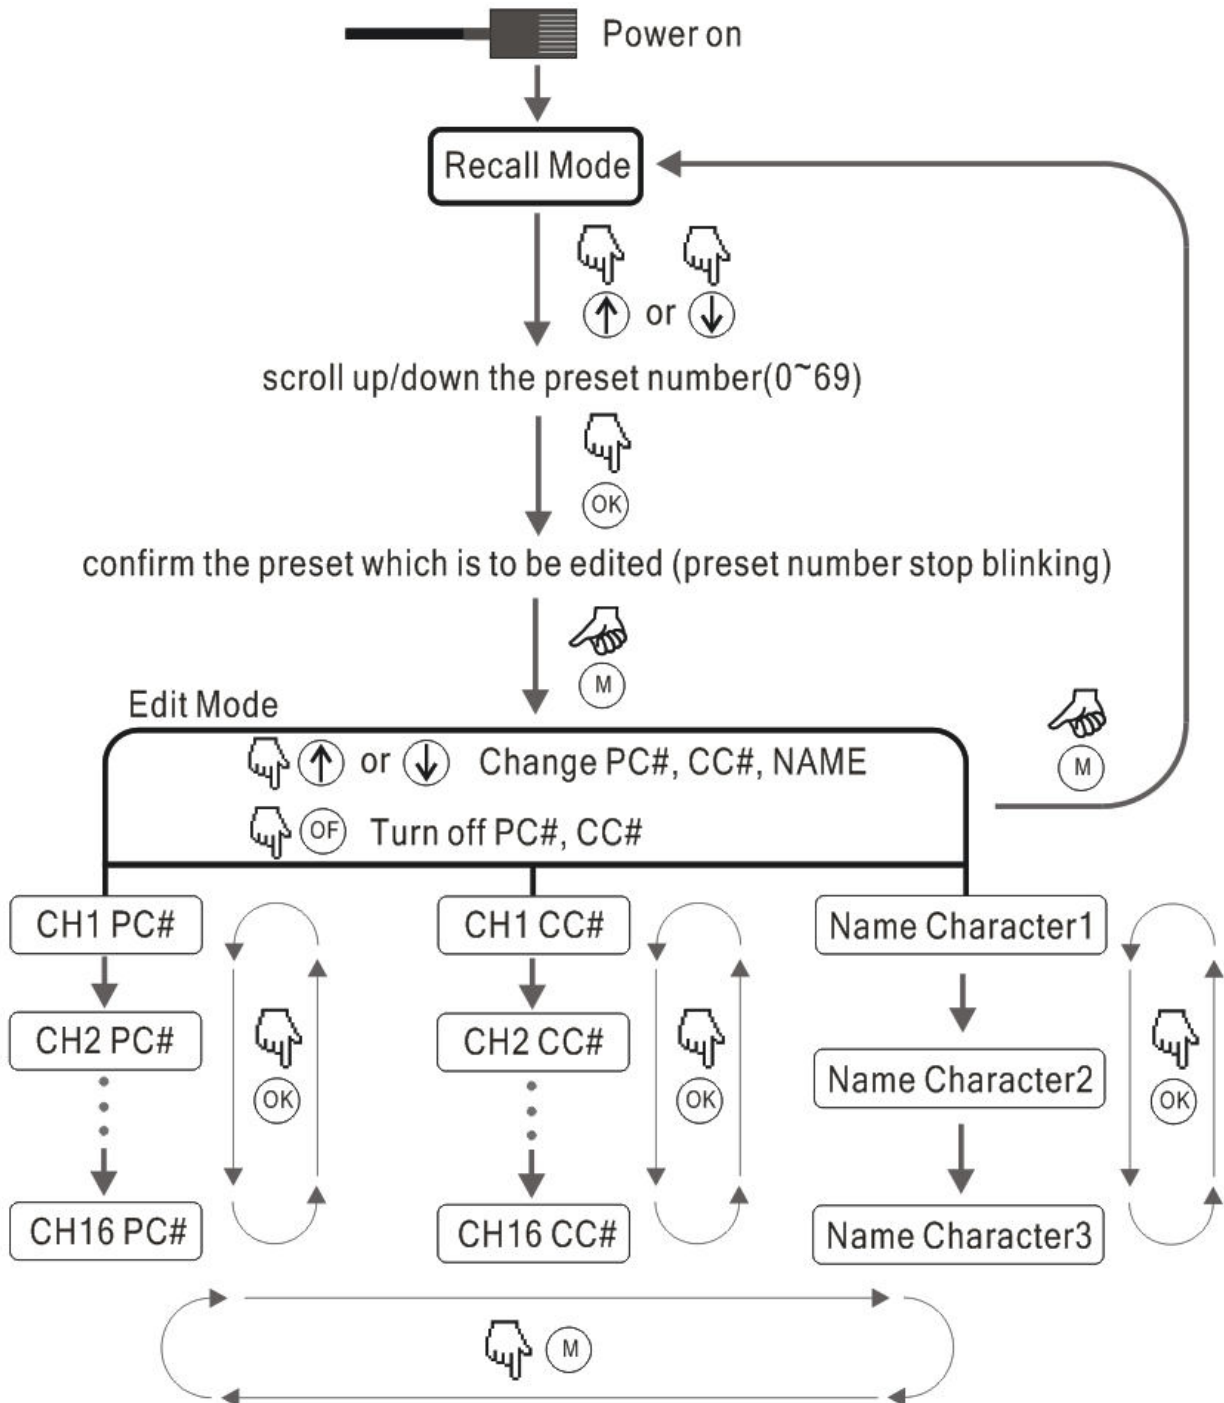 Power on
Recall Mode
or
scroll up/down the preset number(0~69)
OK
confirm the preset which is to be edited (preset number stop blinking)
M
Edit Mode
or Change PC#, CC#, NAME
M
OF Turn off PC#, CC#
CH1 PC# CH1 CC# Name Character1
CH2 PC# CH2 CC# Name Character2
OK OK OK
CH16 PC# CH16 CC# Name Character3
M